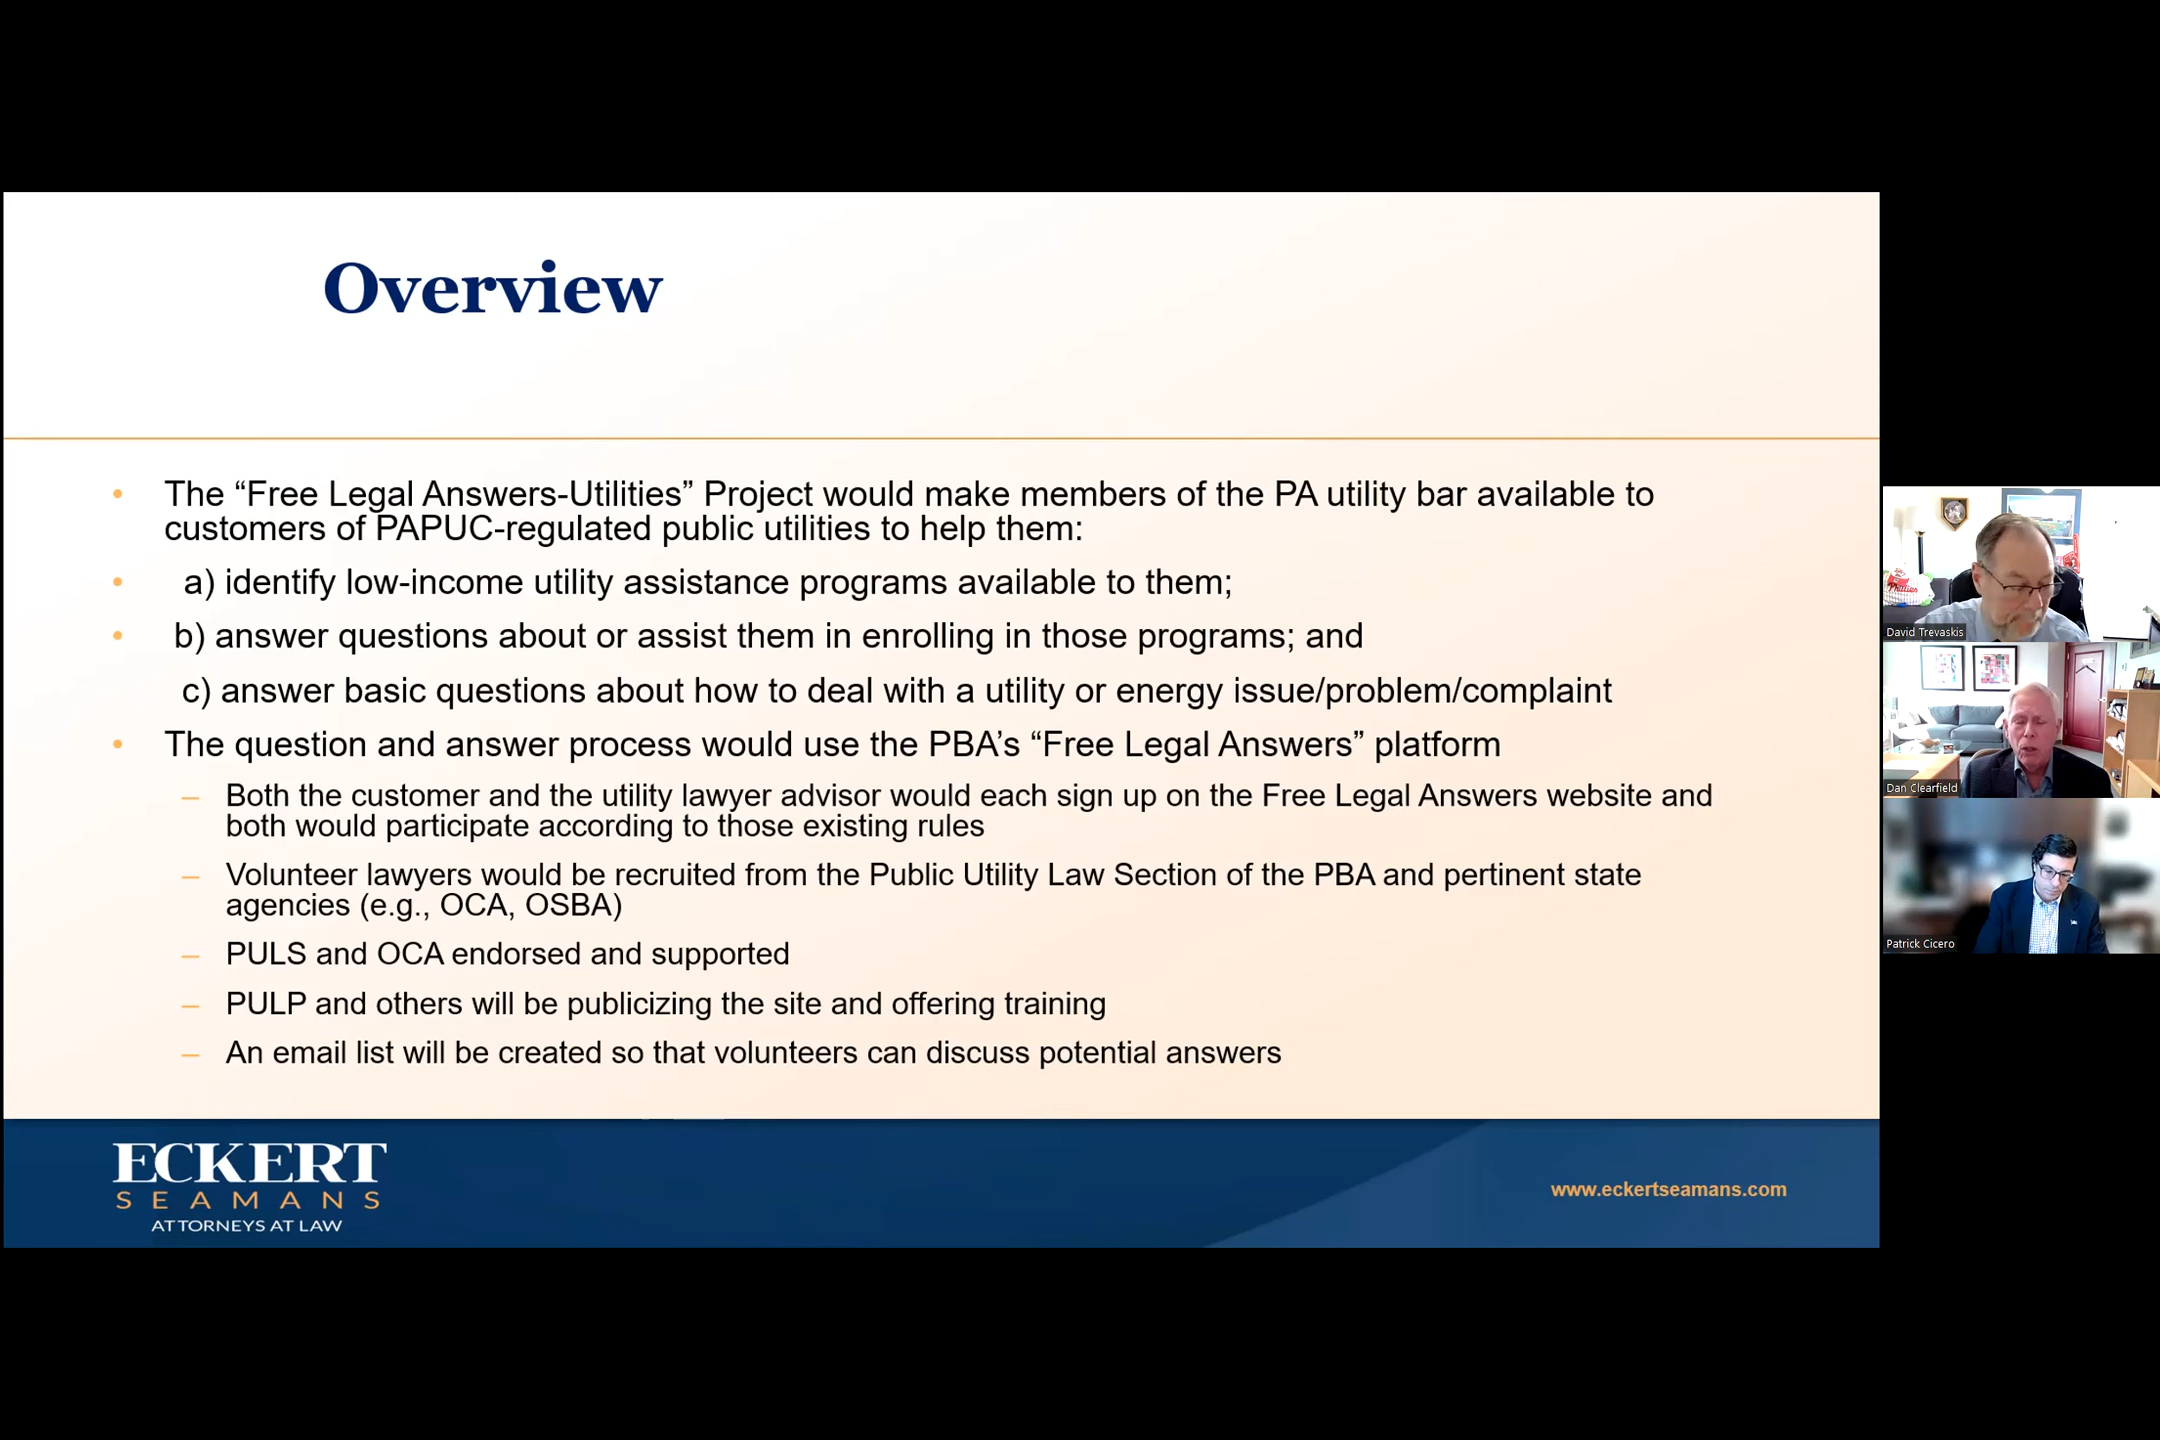 Overview
• The “Free Legal Answers-Utilities” Project would make members of the PA utility bar available to
customers of PAPUC-regulated public utilities to help them:
• a) identify low-income utility assistance programs available to them;
• b) answer questions about or assist them in enrolling in those programs; and
c) answer basic questions about how to deal with a utility or energy issue/problem/complaint
• The question and answer process would use the PBA’s “Free Legal Answers” platform
– Both the customer and the utility lawyer advisor would each sign up on the Free Legal Answers website and
both would participate according to those existing rules
– Volunteer lawyers would be recruited from the Public Utility Law Section of the PBA and pertinent state
agencies (e.g., OCA, OSBA)
– PULS and OCA endorsed and supported
– PULP and others will be publicizing the site and offering training
– An email list will be created so that volunteers can discuss potential answers
ECKERT
SEAMANS
ATTORNEYS AT LAW
www.eckertseamans.com
Phillies
David Trevaskis
Dan Clearfield
Patrick Cicero